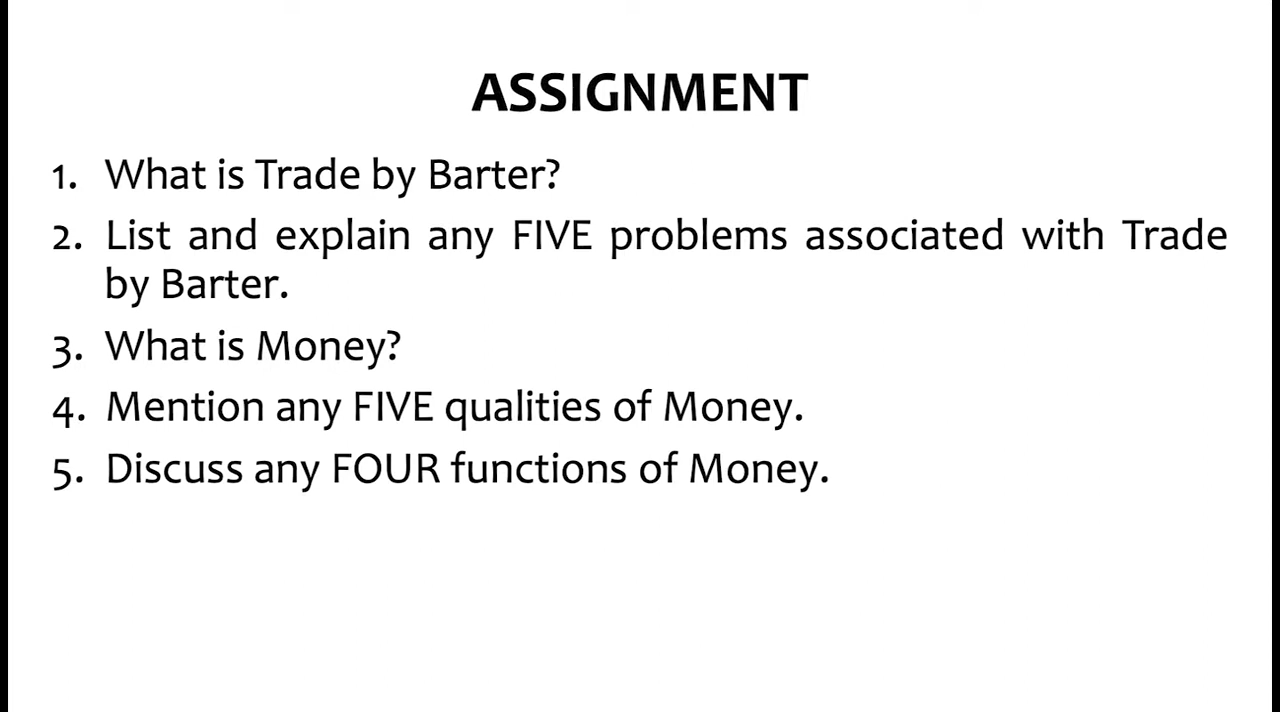 ASSIGNMENT
1. What is Trade by Barter?
2. List and explain any FIVE problems associated with Trade
by Barter.
3. What is Money?
4. Mention any FIVE qualities of Money.
5. Discuss any FOUR functions of Money.